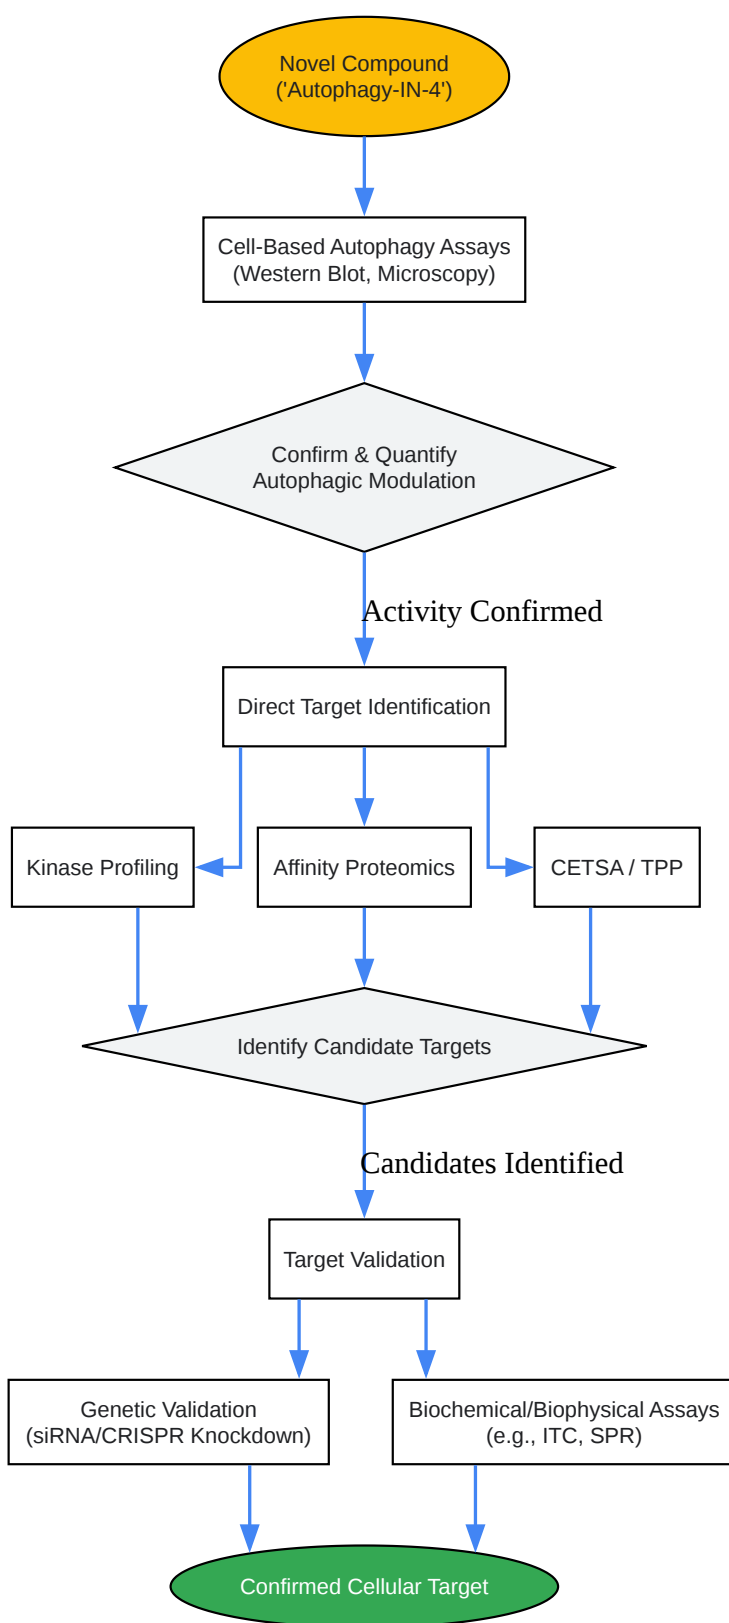 Novel Compound
('Autophagy-IN-4')
Cell-Based Autophagy Assays
(Western Blot, Microscopy)
Confirm & Quantify
Autophagic Modulation
Activity Confirmed
Direct Target Identification
Kinase Profiling
Affinity Proteomics
CETSA / TPP
Identify Candidate Targets
Candidates Identified
Target Validation
Genetic Validation
(siRNA/CRISPR Knockdown)
Biochemical/Biophysical Assays
(e.g., ITC, SPR)
Confirmed Cellular Target